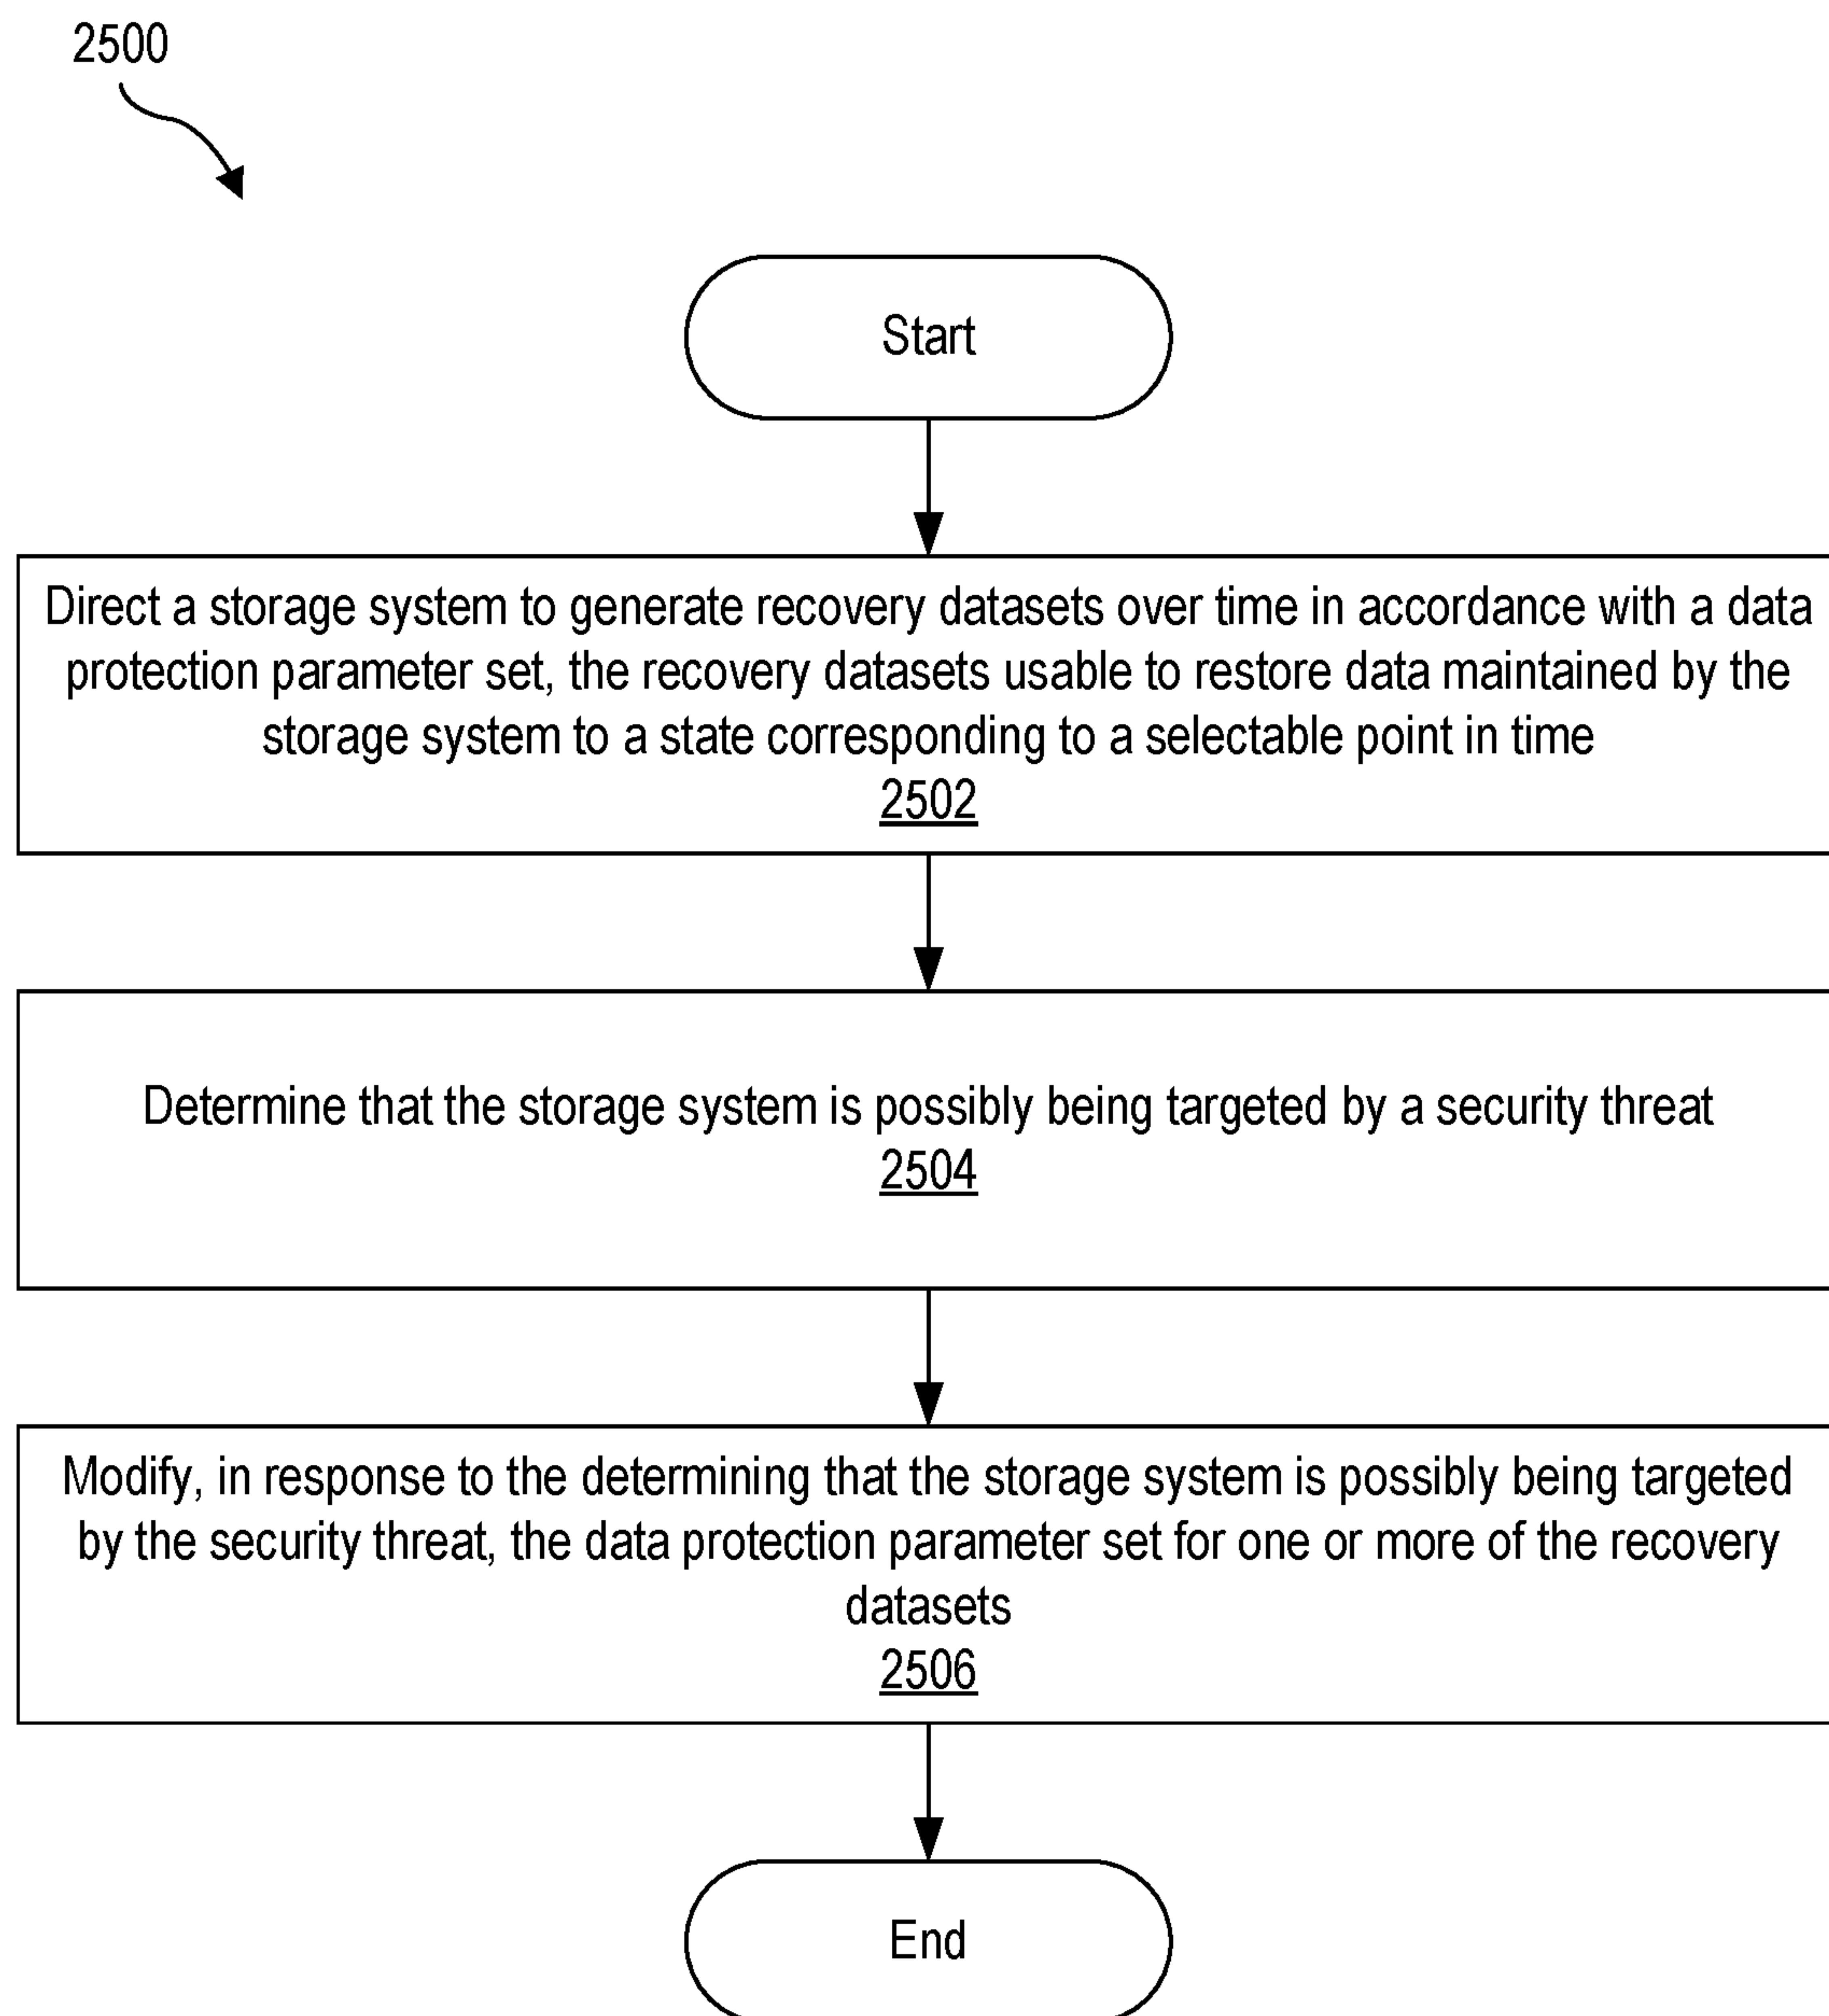 2500
Start
Direct a storage system to generate recovery datasets over time in accordance with a data
protection parameter set, the recovery datasets usable to restore data maintained by the
storage system to a state corresponding to a selectable point in time
2502
Determine that the storage system is possibly being targeted by a security threat
2504
Modify, in response to the determining that the storage system is possibly being targeted
by the security threat, the data protection parameter set for one or more of the recovery
datasets
2506
End